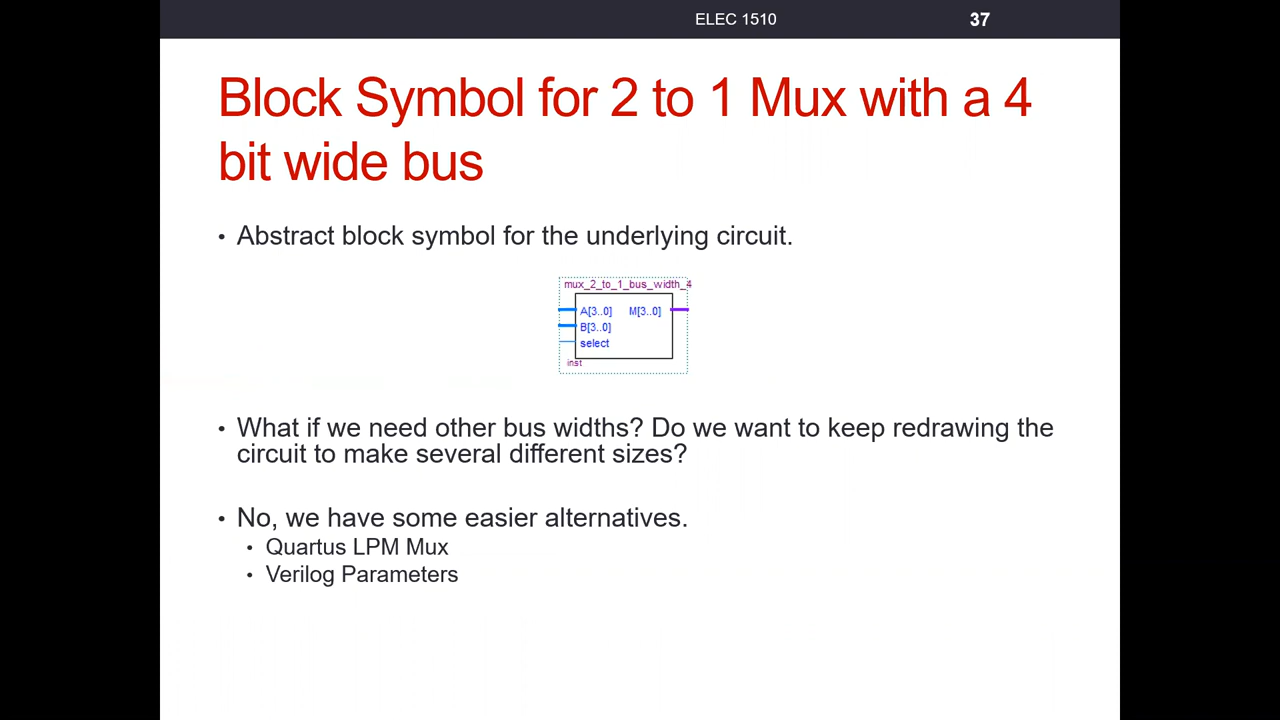 ELEC 1510
37
Block Symbol for 2 to 1 Mux with a 4
bit wide bus
• Abstract block symbol for the underlying circuit.
mux_2_to_1_bus_width_4
A[3..0] M[3..0]
B[3..0]
select
inst
• What if we need other bus widths? Do we want to keep redrawing the
circuit to make several different sizes?
• No, we have some easier alternatives.
• Quartus LPM Mux
• Verilog Parameters